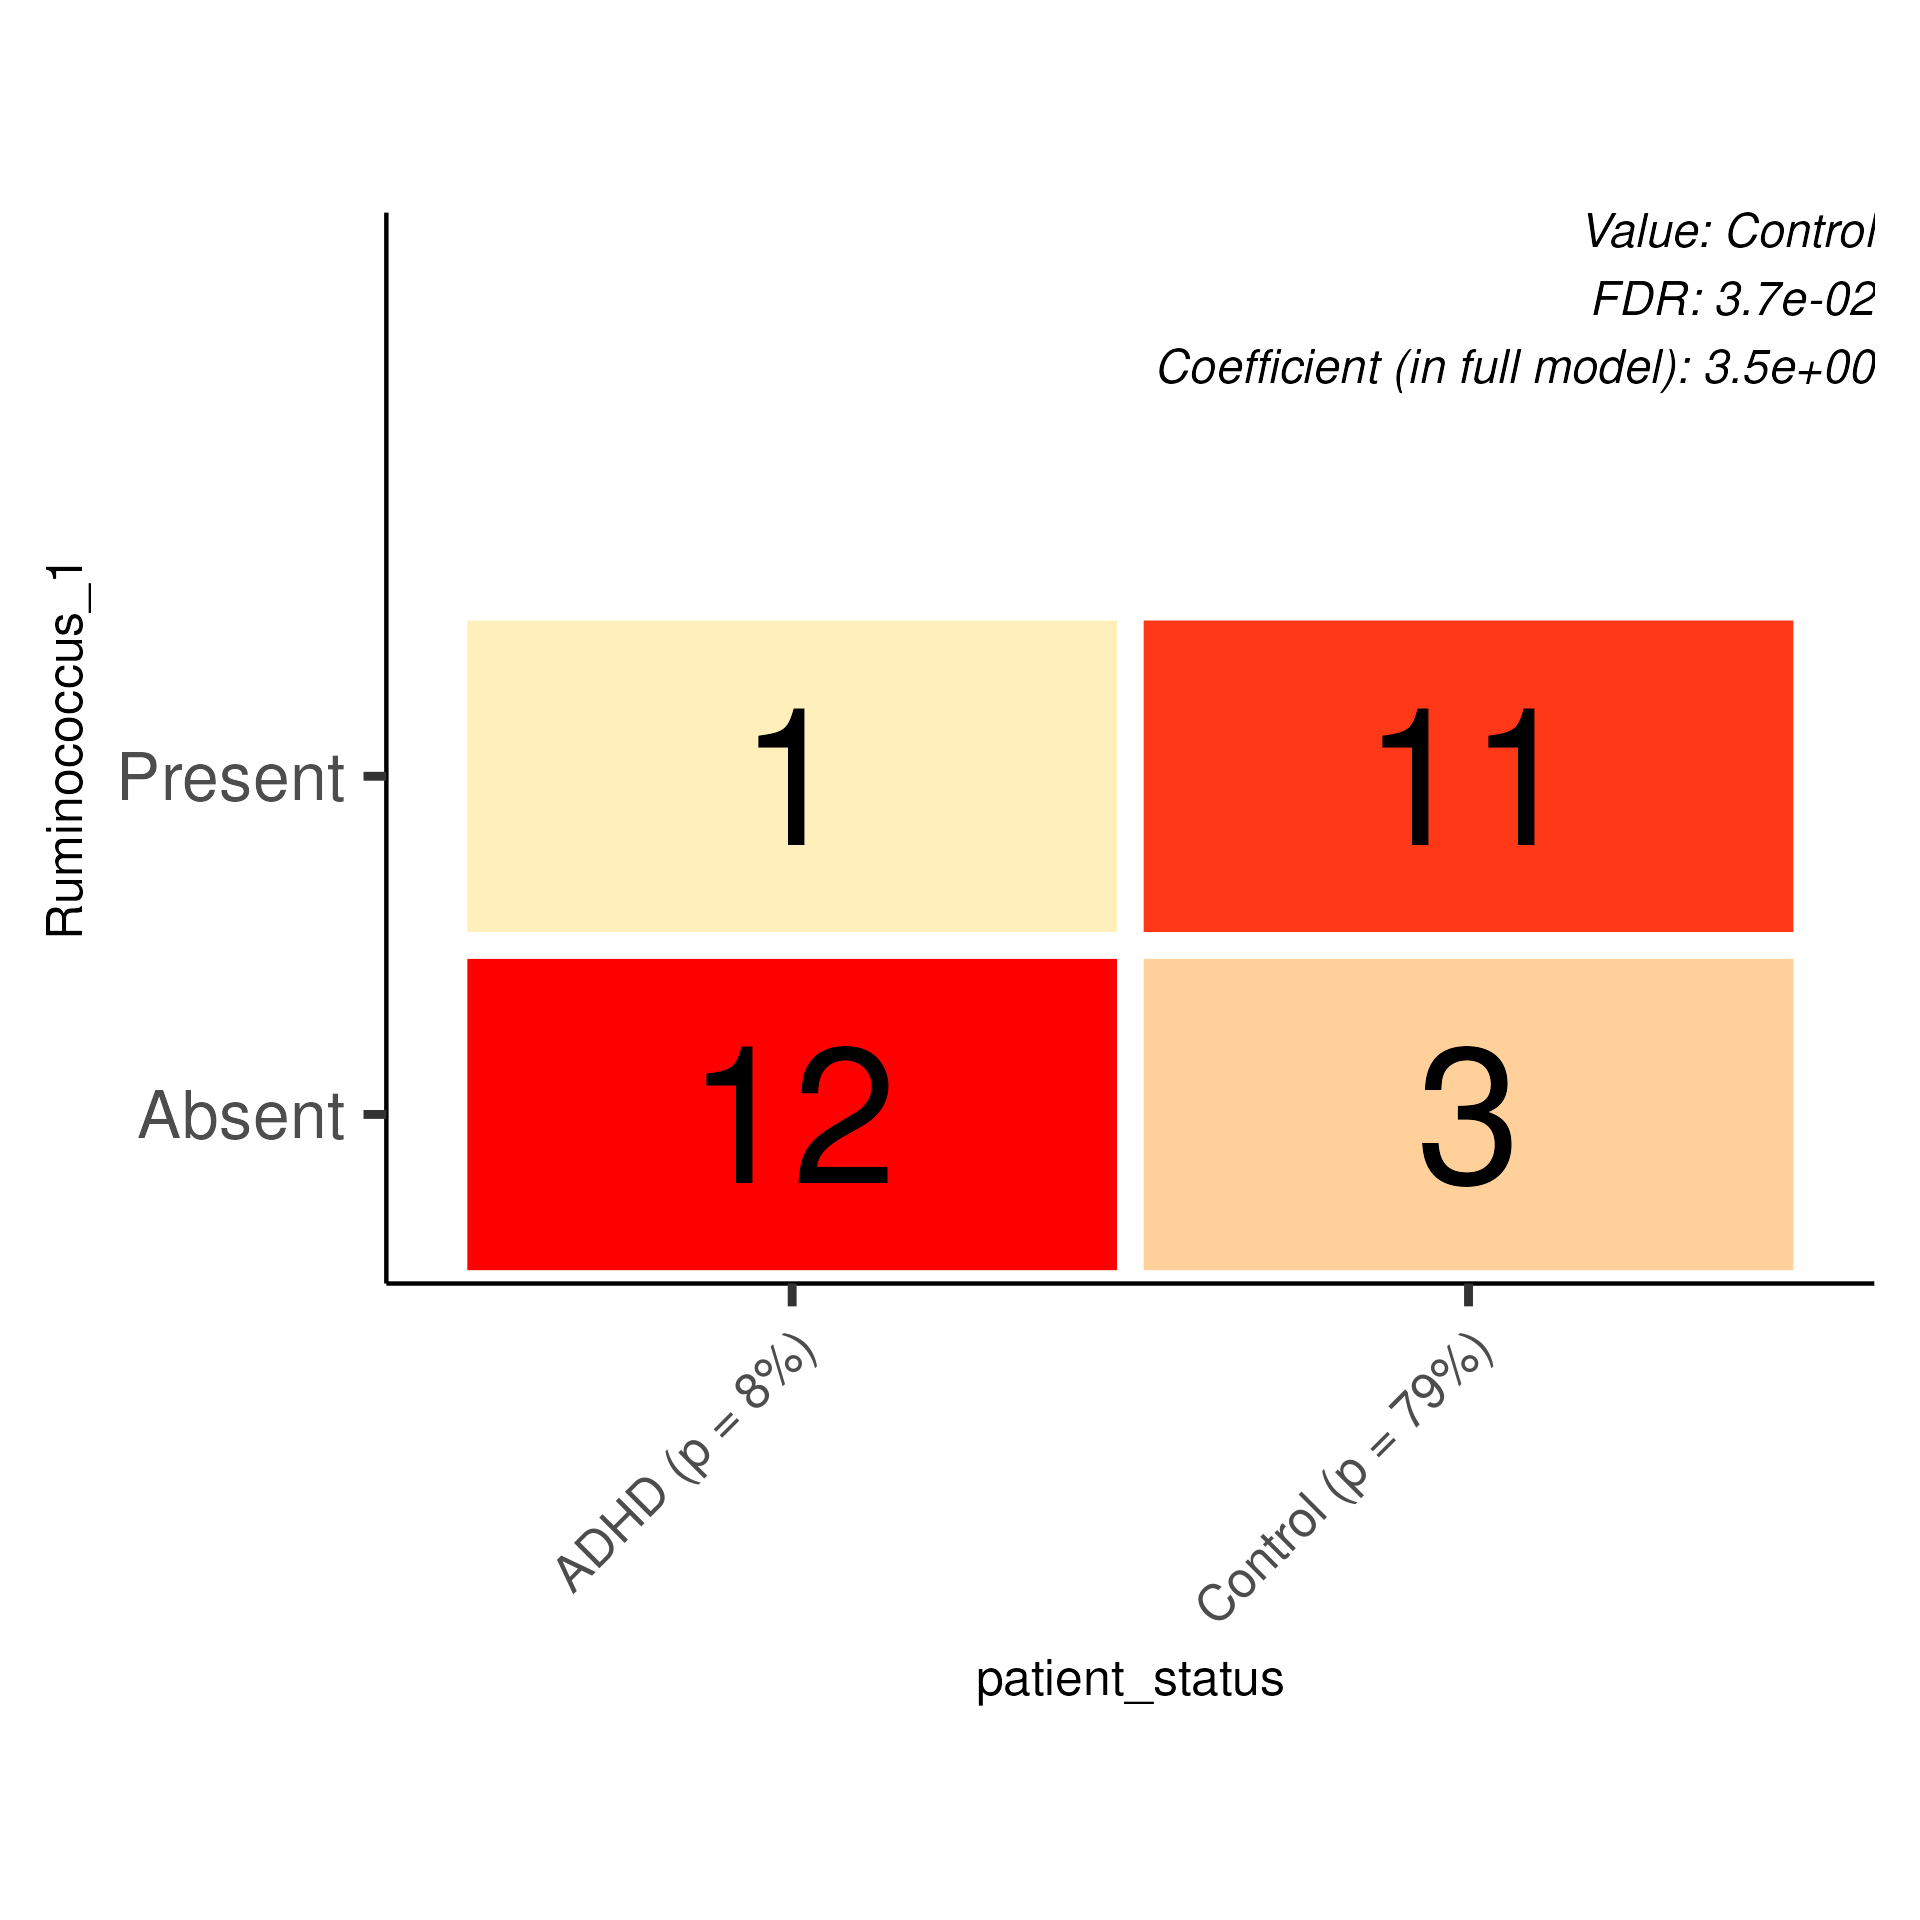 Value: Control
FDR: 3.7e-02
Coefficient (in full model): 3.5e+00
Ruminococcus_1
Present
1
11
Absent
12
3
ADHD (p = 8%)
Control (p = 79%)
patient_status